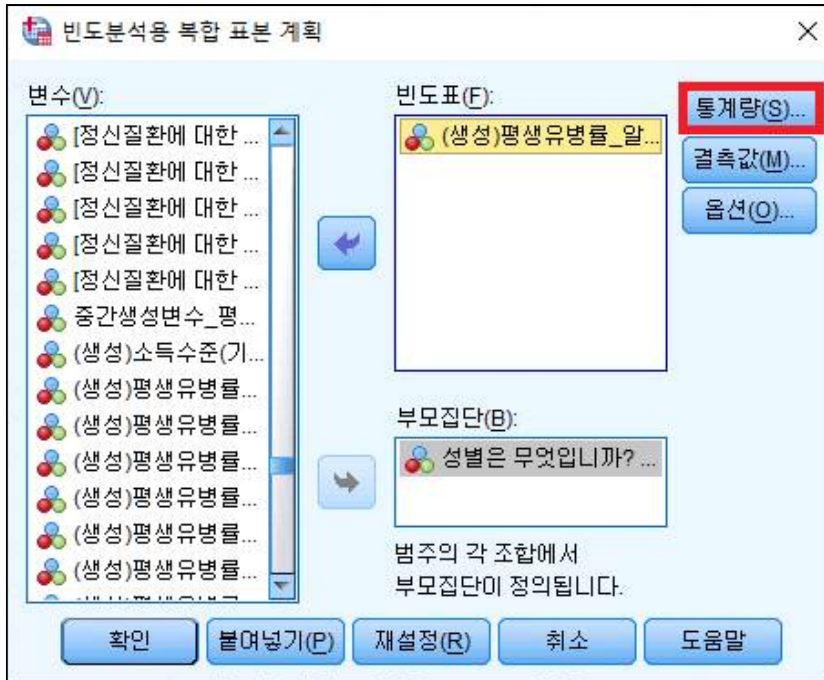 빈도분석용 복합 표본 계획
변수(V):
[정신질환에 대한 ...
[정신질환에 대한 ...
[정신질환에 대한 ...
[정신질환에 대한 ...
[정신질환에 대한 ...
중간생성변수_평...
(생성)소득수준(기...
(생성)평생유병률...
(생성)평생유병률...
(생성)평생유병률...
(생성)평생유병률...
(생성)평생유병률...
(생성)평생유병률...
빈도표(F):
(생성)평생유병률_알...
부모집단(B):
성별은 무엇입니까? ...
범주의 각 조합에서
부모집단이 정의됩니다.
통계량(S)...
결측값(M)...
옵션(O)...
확인
붙여넣기(P)
재설정(R)
취소
도움말